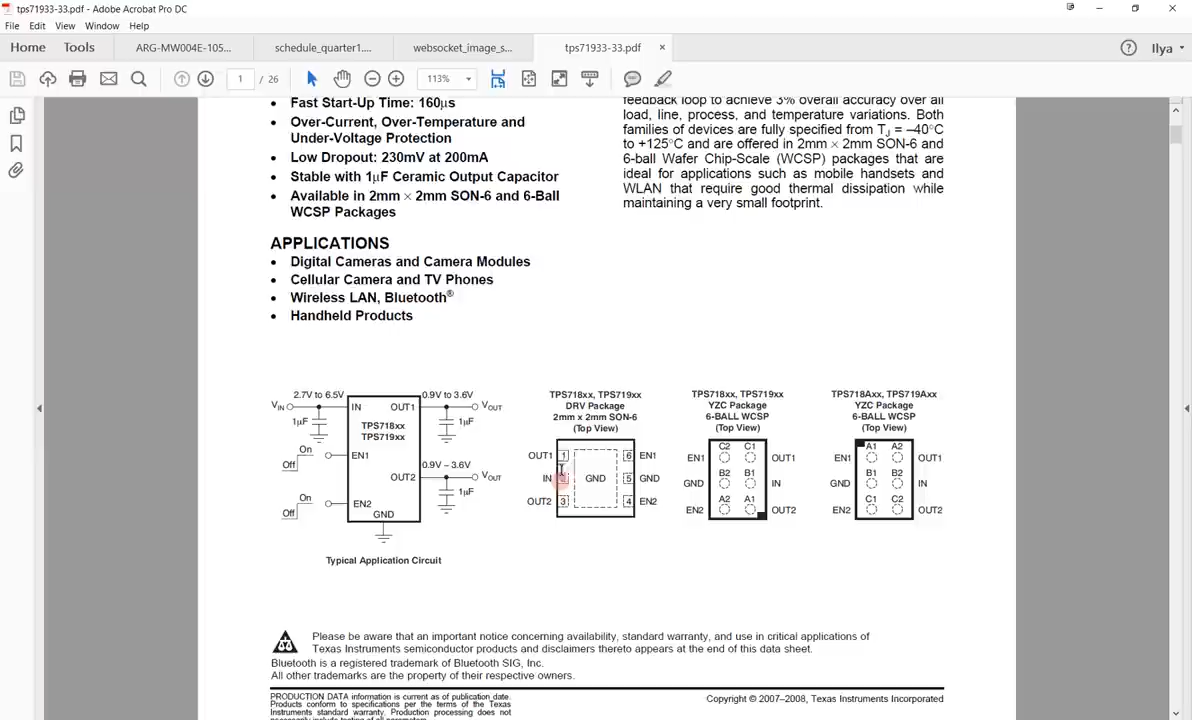 tps71933-33.pdf - Adobe Acrobat Pro DC
File Edit View Window Help
Home Tools ARG-MW004E-105... schedule_quarter1.... websocket_image_s... tps71933-33.pdf × Ilya
1 / 26 113%
• Fast Start-Up Time: 160μs
• Over-Current, Over-Temperature and
Under-Voltage Protection
• Low Dropout: 230mV at 200mA
• Stable with 1μF Ceramic Output Capacitor
• Available in 2mm × 2mm SON-6 and 6-Ball
WCSP Packages
APPLICATIONS
• Digital Cameras and Camera Modules
• Cellular Camera and TV Phones
• Wireless LAN, Bluetooth®
• Handheld Products
feedback loop to achieve 3% overall accuracy over all
load, line, process, and temperature variations. Both
families of devices are fully specified from TJ = –40°C
to +125°C and are offered in 2mm × 2mm SON-6 and
6-ball Wafer Chip-Scale (WCSP) packages that are
ideal for applications such as mobile handsets and
WLAN that require good thermal dissipation while
maintaining a very small footprint.
2.7V to 6.5V 0.9V to 3.6V
VIN IN OUT1 VOUT
1μF TPS718xx 1μF
TPS719xx
On
Off EN1
0.9V – 3.6V
OUT2 VOUT
1μF
On
Off EN2
GND
Typical Application Circuit
TPS718xx, TPS719xx
DRV Package
2mm x 2mm SON-6
(Top View)
OUT1 1 6 EN1
IN GND 5 GND
OUT2 3 4 EN2
TPS718xx, TPS719xx
YZC Package
6-BALL WCSP
(Top View)
C2 C1
EN1 OUT1
B2 B1
GND IN
A2 A1
EN2 OUT2
TPS718Axx, TPS719Axx
YZC Package
6-BALL WCSP
(Top View)
A1 A2
EN1 OUT1
B1 B2
GND IN
C1 C2
EN2 OUT2
Please be aware that an important notice concerning availability, standard warranty, and use in critical applications of
Texas Instruments semiconductor products and disclaimers thereto appears at the end of this data sheet.
Bluetooth is a registered trademark of Bluetooth SIG, Inc.
All other trademarks are the property of their respective owners.
PRODUCTION DATA information is current as of publication date.
Products conform to specifications per the terms of the Texas
Instruments standard warranty. Production processing does not
Copyright © 2007–2008, Texas Instruments Incorporated